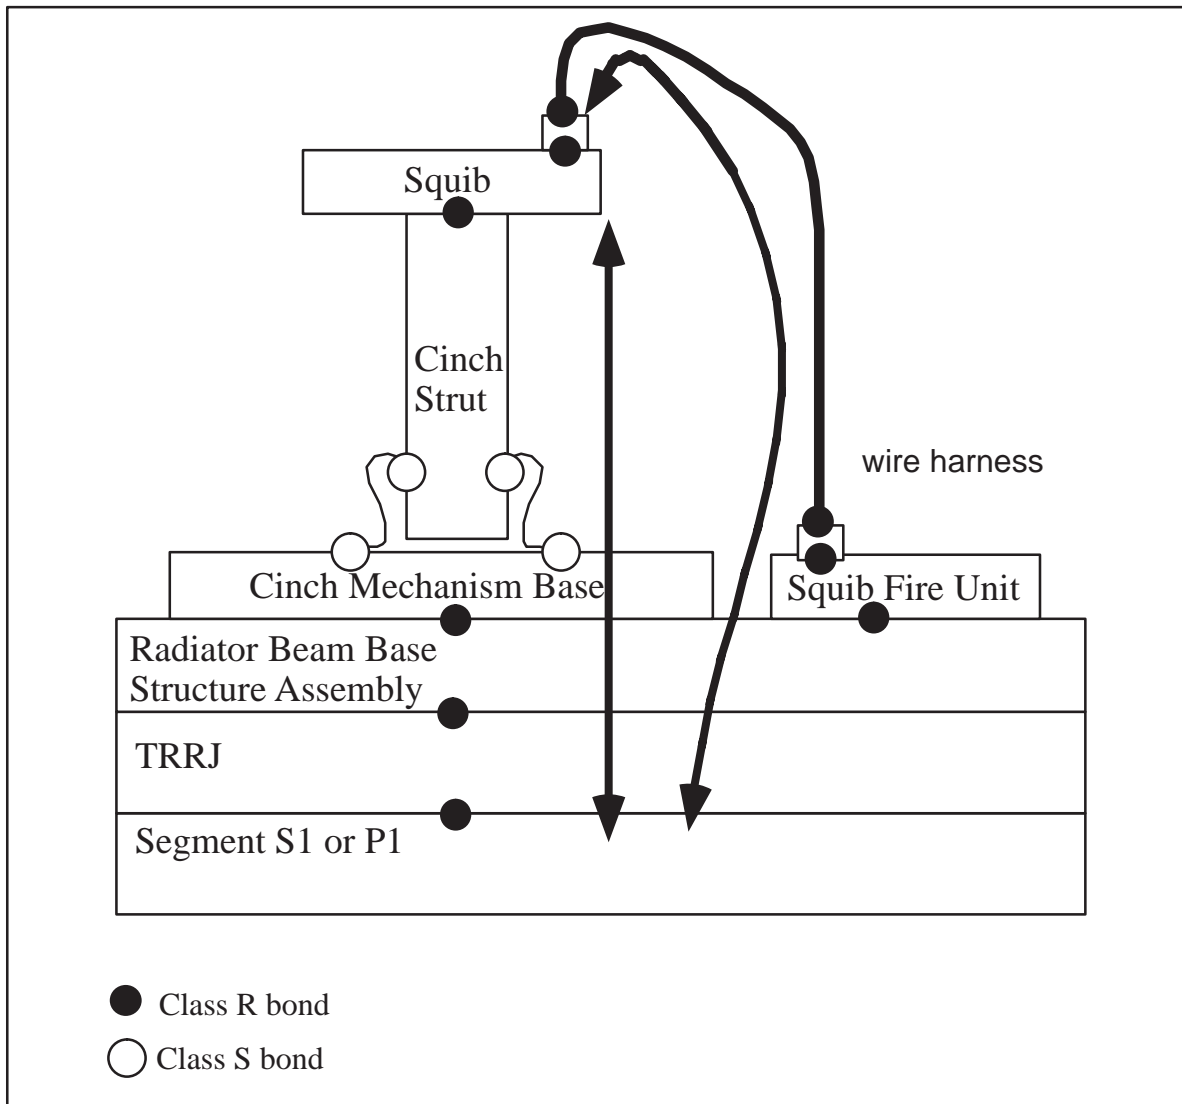 Squib
Cinch
Strut
wire harness
Cinch Mechanism Base
Squib Fire Unit
Radiator Beam Base
Structure Assembly
TRRJ
Segment S1 or P1
Class R bond
Class S bond